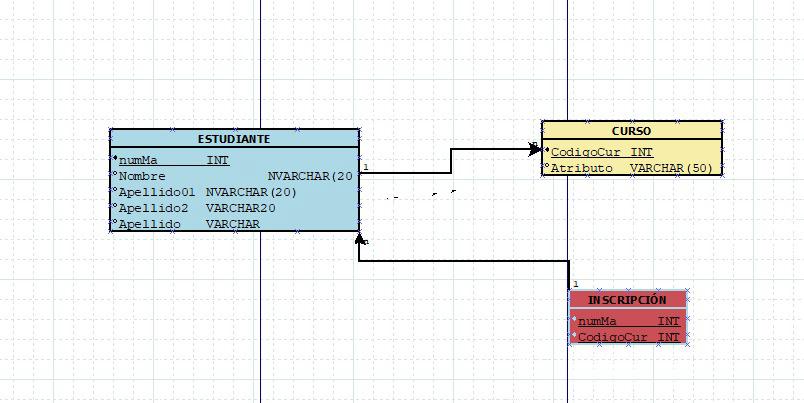 ESTUDIANTE
numMa INT
Nombre NVARCHAR(20
Apellido01 NVARCHAR(20)
Apellido2 VARCHAR20
Apellido VARCHAR
1
n
CURSO
CodigoCur INT
Atributo VARCHAR(50)
n
1
INSCRIPCIÓN
numMa INT
CodigoCur INT